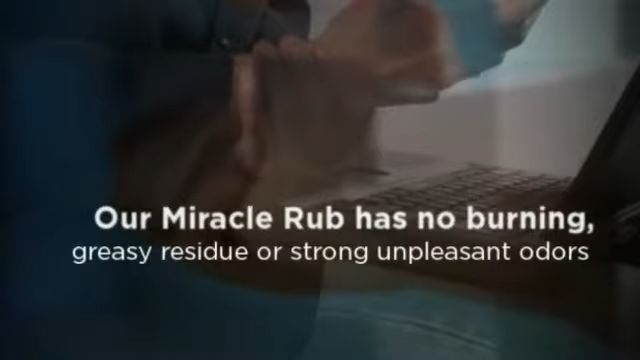 Our Miracle Rub has no burning,
greasy residue or strong unpleasant odors